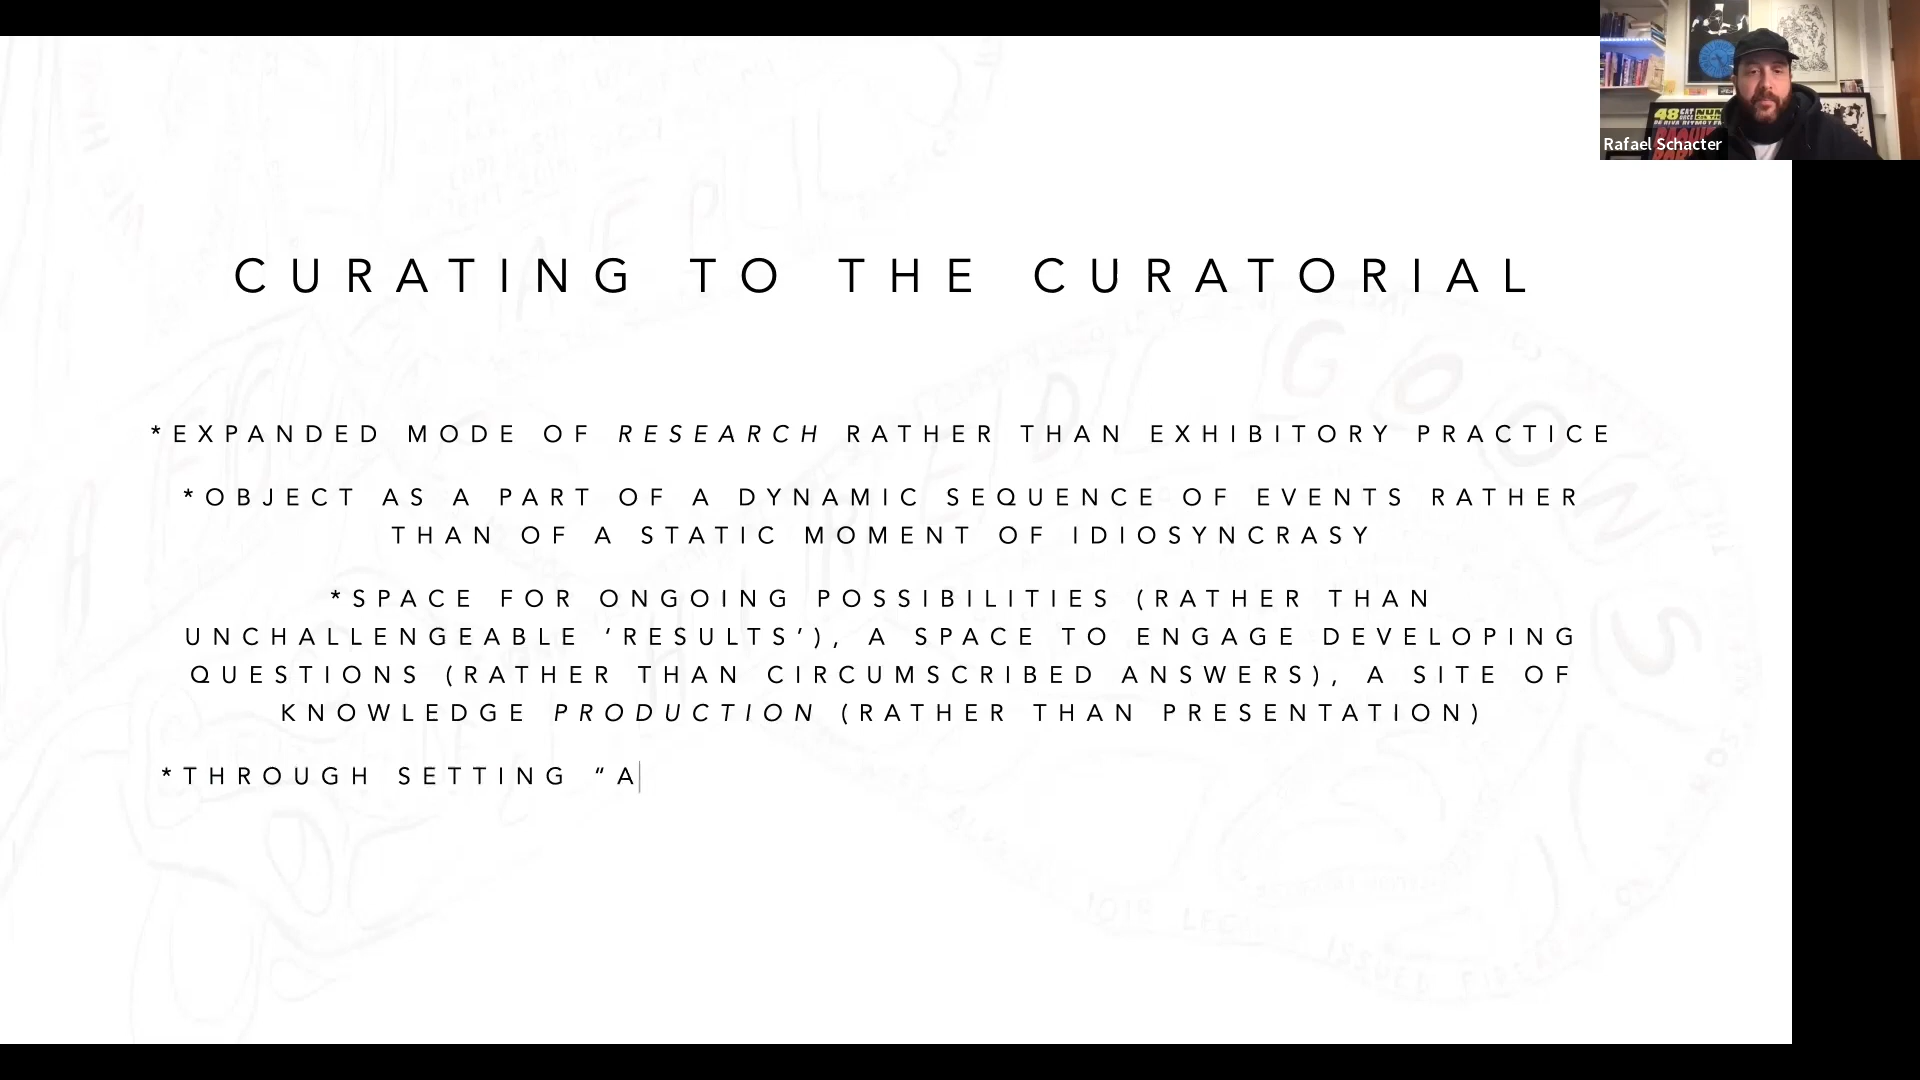 CURATING TO THE CURATORIAL
*EXPANDED MODE OF RESEARCH RATHER THAN EXHIBITORY PRACTICE
*OBJECT AS A PART OF A DYNAMIC SEQUENCE OF EVENTS RATHER
THAN OF A STATIC MOMENT OF IDIOSYNCRASY
*SPACE FOR ONGOING POSSIBILITIES (RATHER THAN
UNCHALLENGEABLE ‘RESULTS’), A SPACE TO ENGAGE DEVELOPING
QUESTIONS (RATHER THAN CIRCUMSCRIBED ANSWERS), A SITE OF
KNOWLEDGE PRODUCTION (RATHER THAN PRESENTATION)
*THROUGH SETTING “A
Rafael Schacter
48
GOONS